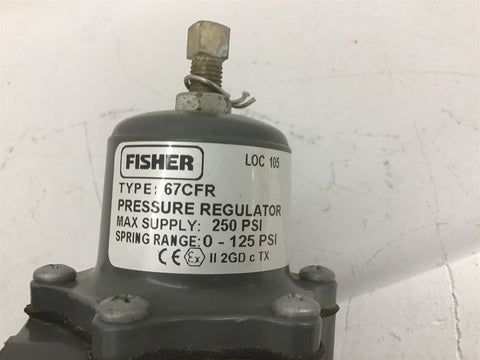 FISHER LOC 105
TYPE: 67CFR
PRESSURE REGULATOR
MAX SUPPLY: 250 PSI
SPRING RANGE: 0 - 125 PSI
CE Ex II 2GD c TX